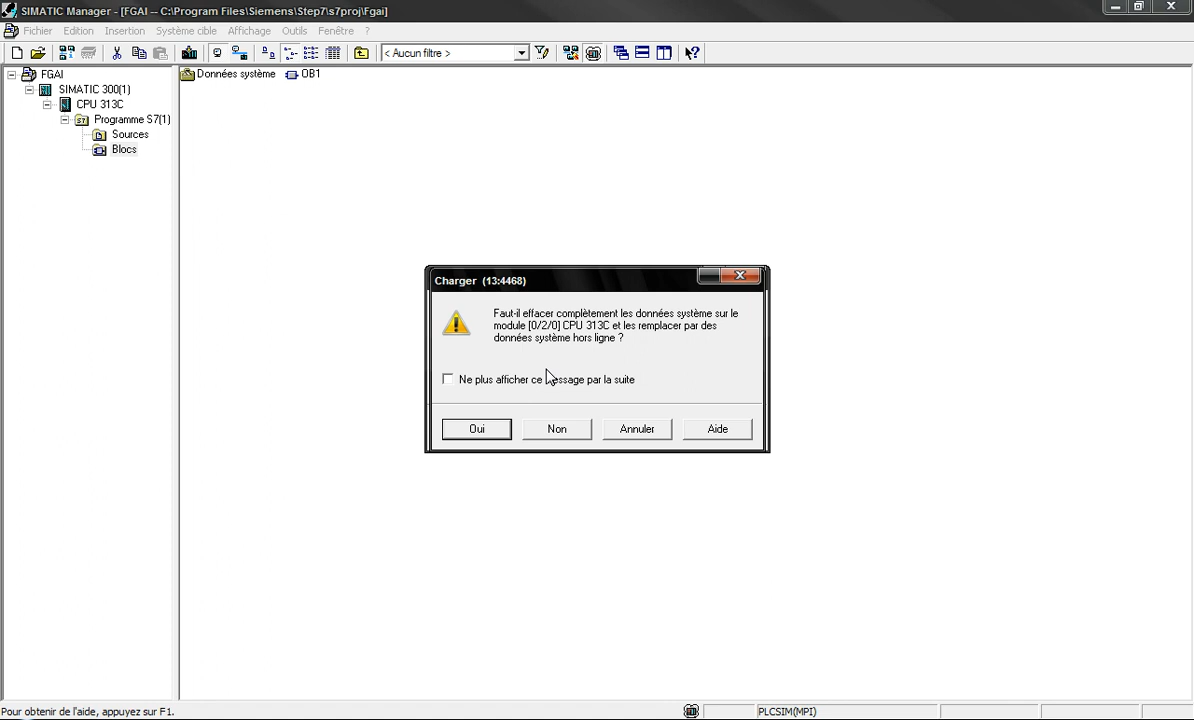 SIMATIC Manager - [FGAI -- C:\Program Files\Siemens\Step7\s7proj\Fgai]
Fichier Edition Insertion Système cible Affichage Outils Fenêtre ?
< Aucun filtre >
FGAI
SIMATIC 300(1)
CPU 313C
Programme S7(1)
Sources
Blocs
Données système OB1
Charger (13:4468)
Faut-il effacer complètement les données système sur le
module [0/2/0] CPU 313C et les remplacer par des
données système hors ligne ?
Ne plus afficher ce message par la suite
Oui Non Annuler Aide
Pour obtenir de l'aide, appuyez sur F1.
PLCSIM(MPI)